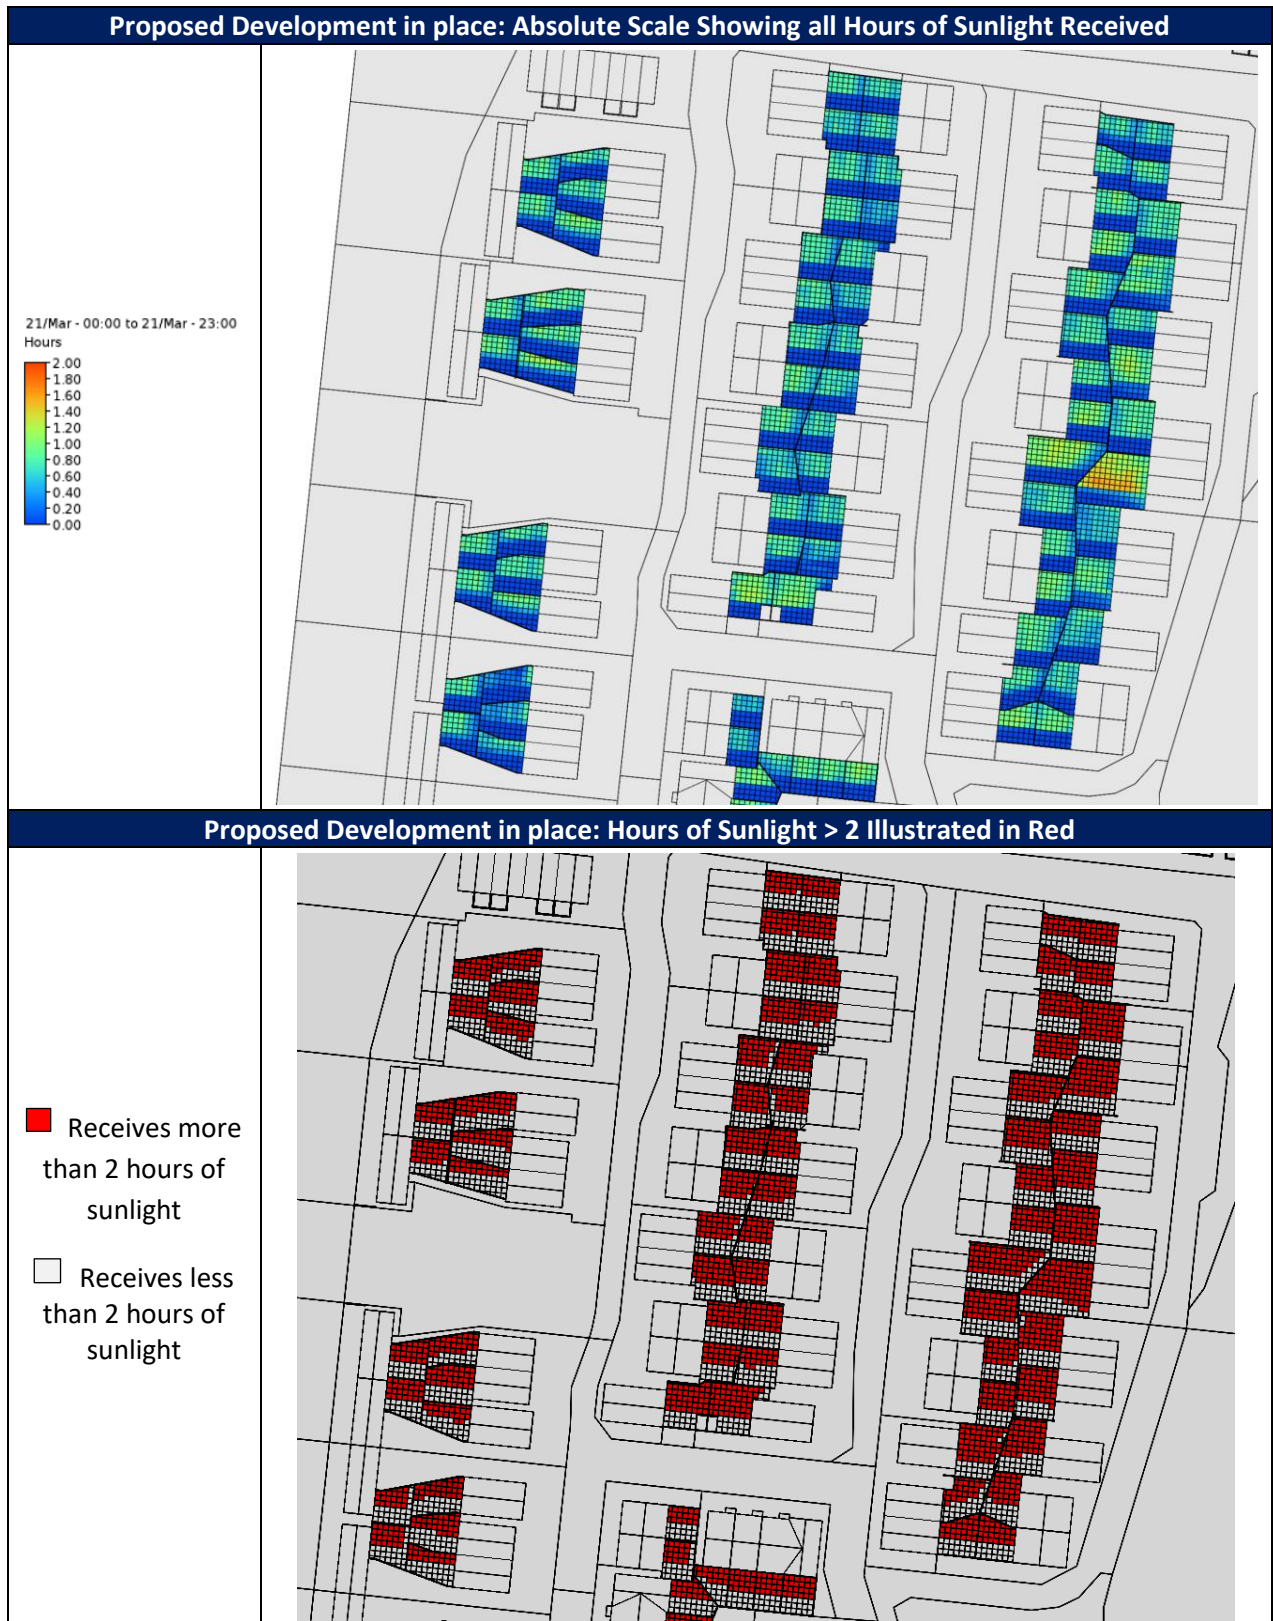 Proposed Development in place: Absolute Scale Showing all Hours of Sunlight Received
21/Mar - 00:00 to 21/Mar - 23:00
Hours
2.00
1.80
1.60
1.40
1.20
1.00
0.80
0.60
0.40
0.20
0.00
Proposed Development in place: Hours of Sunlight > 2 Illustrated in Red
Receives more
than 2 hours of
sunlight
Receives less
than 2 hours of
sunlight